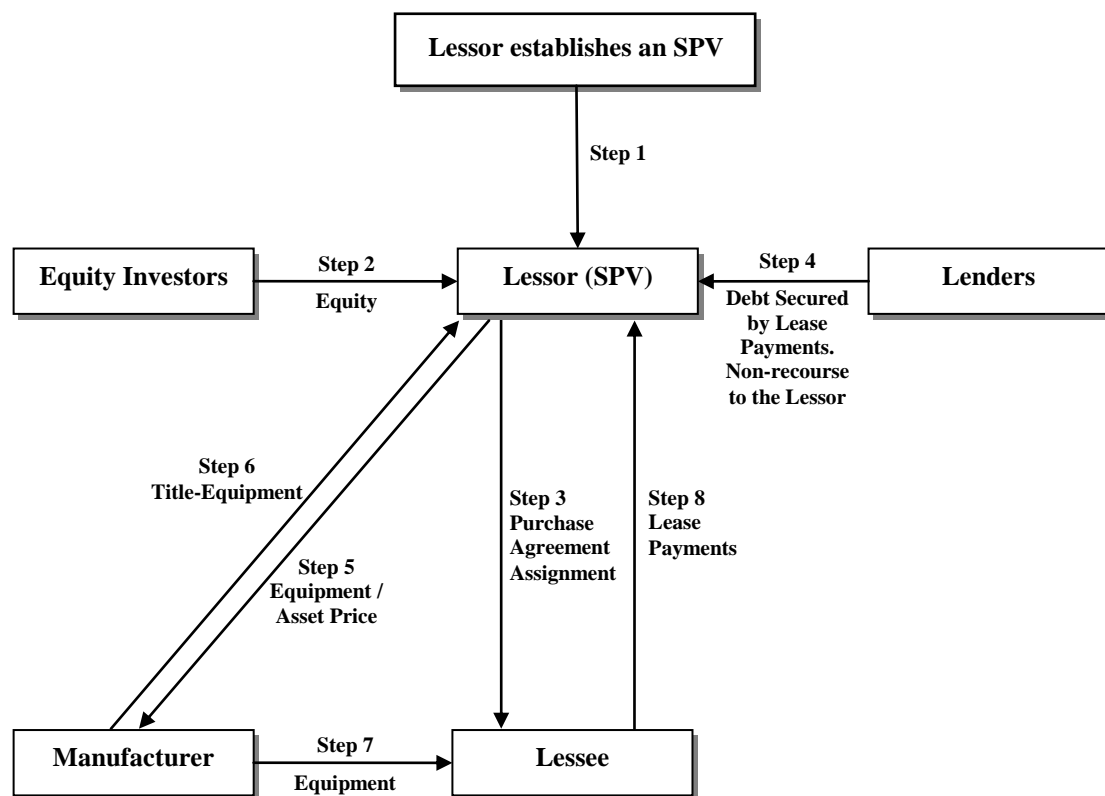 Lessor establishes an SPV
Step 1
Equity Investors
Step 2
Equity
Lessor (SPV)
Step 4
Debt Secured
by Lease
Payments.
Non-recourse
to the Lessor
Lenders
Step 6
Title-Equipment
Step 5
Equipment /
Asset Price
Step 3
Purchase
Agreement
Assignment
Step 8
Lease
Payments
Manufacturer
Step 7
Equipment
Lessee